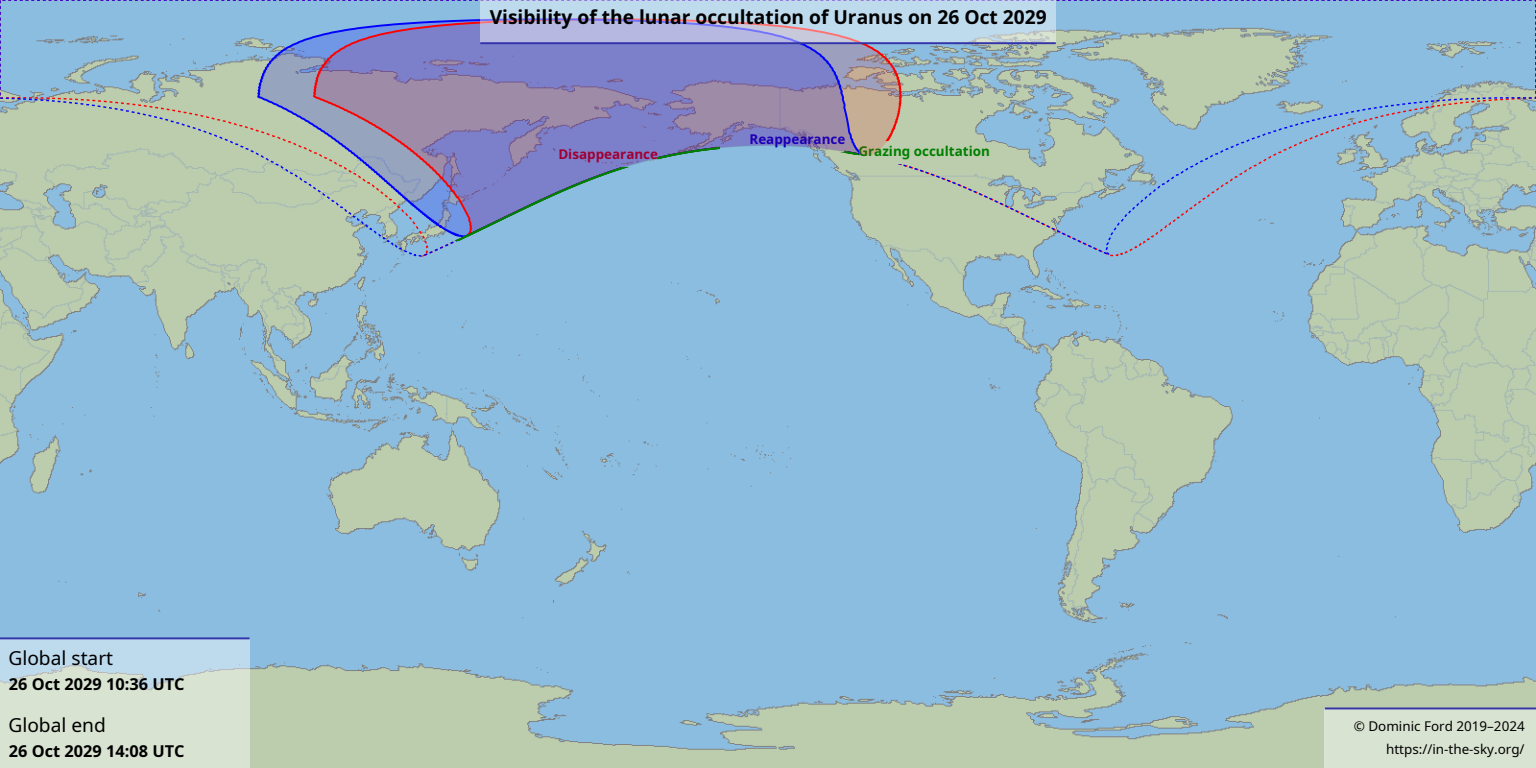 Visibility of the lunar occultation of Uranus on 26 Oct 2029
Reappearance
Disappearance
Grazing occultation
Global start
26 Oct 2029 10:36 UTC
Global end
26 Oct 2029 14:08 UTC
© Dominic Ford 2019–2024
https://in-the-sky.org/